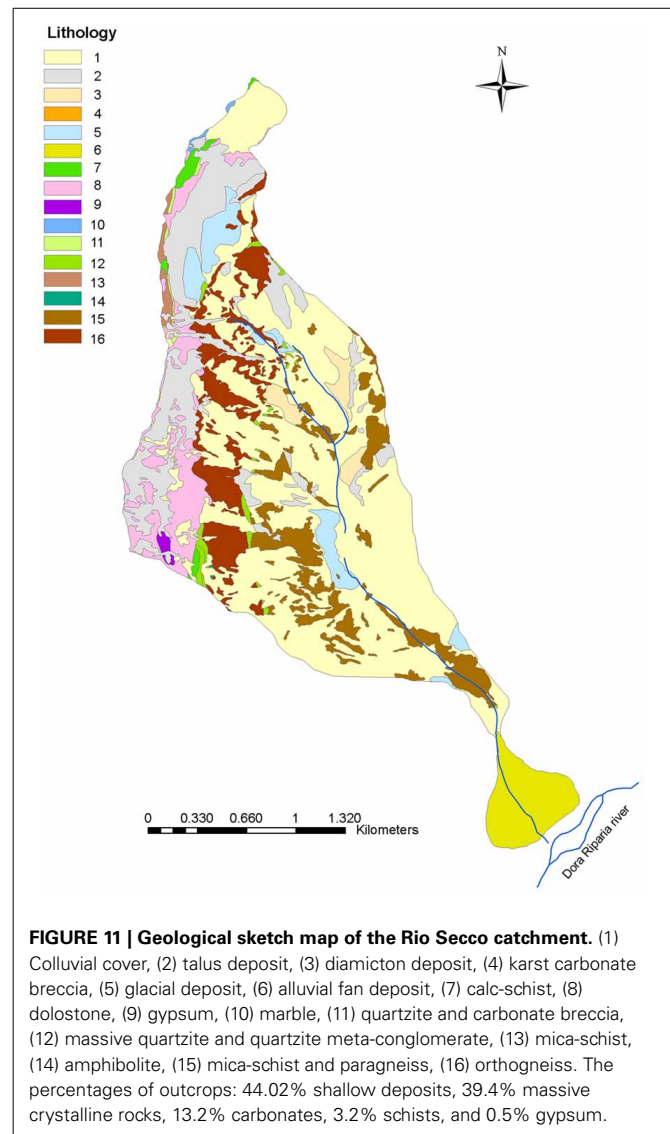 Lithology
1
2
3
4
5
6
7
8
9
10
11
12
13
14
15
16
N
0 0.330 0.660 1 1.320
Kilometers
Dora Riparia river
FIGURE 11 | Geological sketch map of the Rio Secco catchment. (1)
Colluvial cover, (2) talus deposit, (3) diamicton deposit, (4) karst carbonate
breccia, (5) glacial deposit, (6) alluvial fan deposit, (7) calc-schist, (8)
dolostone, (9) gypsum, (10) marble, (11) quartzite and carbonate breccia,
(12) massive quartzite and quartzite meta-conglomerate, (13) mica-schist,
(14) amphibolite, (15) mica-schist and paragneiss, (16) orthogneiss. The
percentages of outcrops: 44.02% shallow deposits, 39.4% massive
crystalline rocks, 13.2% carbonates, 3.2% schists, and 0.5% gypsum.